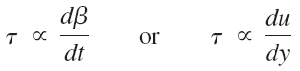 τ ∝ dβ/dt or τ ∝ du/dy